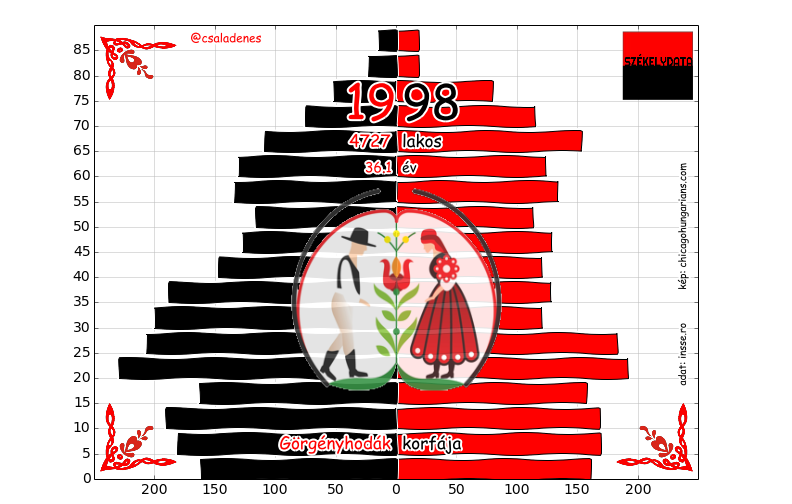 @csaladenes
SZÉKELYDATA
1998
4727 lakos
36.1 év
kép: chicagohungarians.com
adat: insse.ro
Görgényhodák korfája
85
80
75
70
65
60
55
50
45
40
35
30
25
20
15
10
5
0
200 150 100 50 0 50 100 150 200